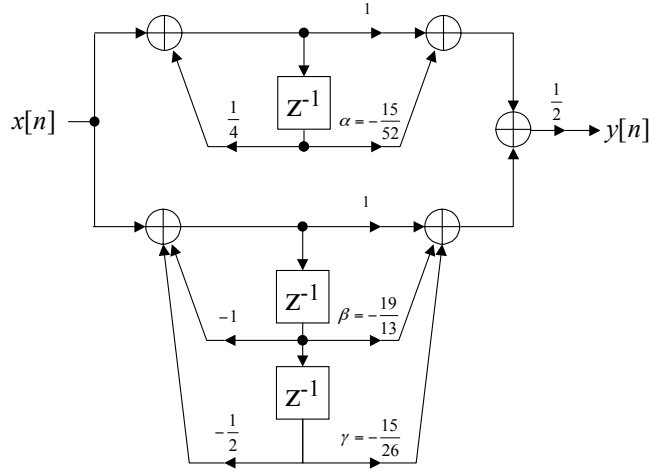 1
1/2
z⁻¹
1/4
α = −15/52
x[n]
y[n]
1
z⁻¹
−1
β = −19/13
z⁻¹
−1/2
γ = −15/26